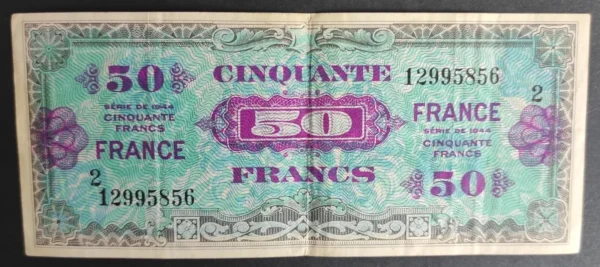 50 CINQUANTE 12995856
SÉRIE DE 1944
CINQUANTE
FRANCS
FRANCE
2
12995856
50
FRANCS
2
FRANCE
SÉRIE DE 1944
CINQUANTE
FRANCS
50